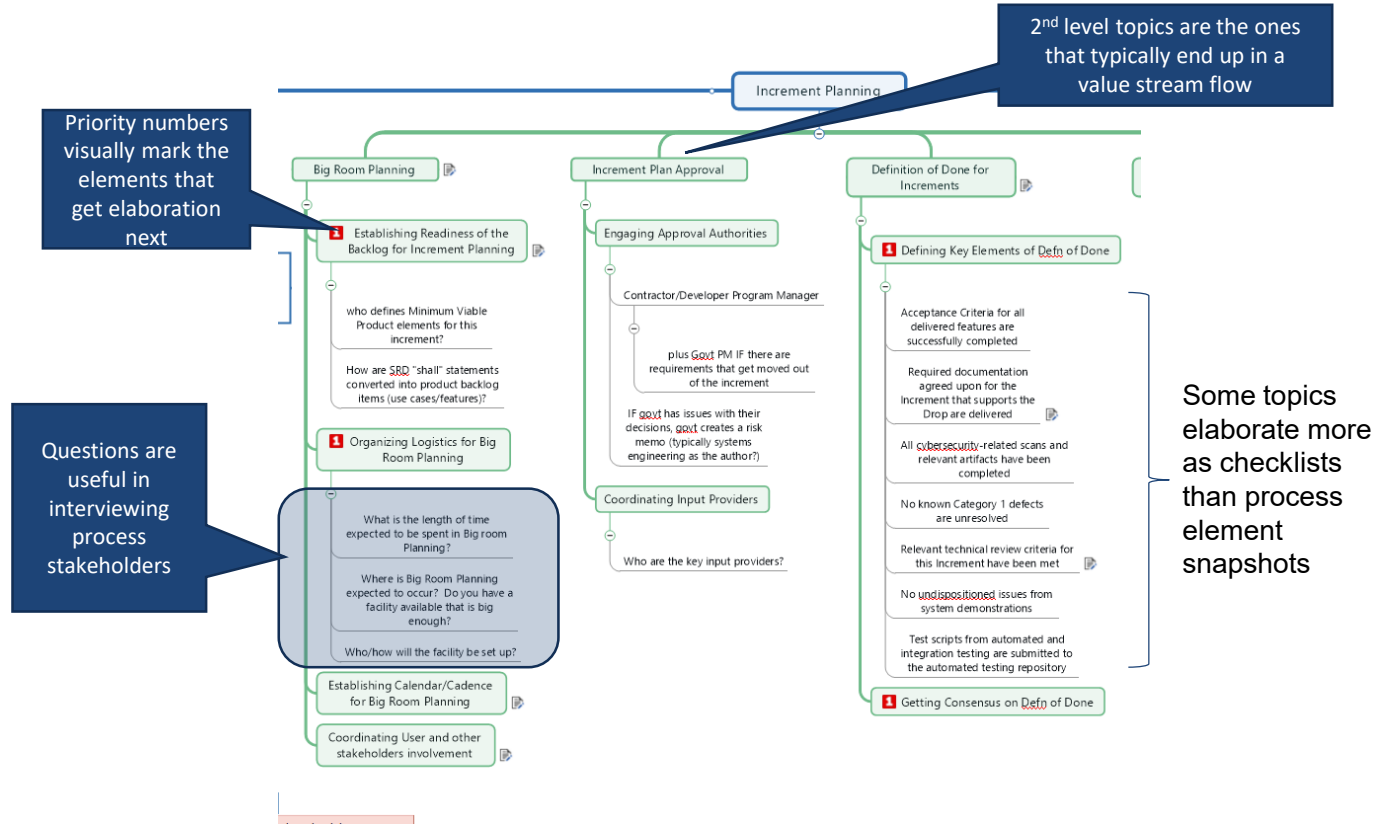 2nd level topics are the ones
that typically end up in a
value stream flow
Increment Planning
Priority numbers
visually mark the
elements that
get elaboration
next
Big Room Planning
1 Establishing Readiness of the
Backlog for Increment Planning
who defines Minimum Viable
Product elements for this
increment?
How are SRD "shall" statements
converted into product backlog
items (use cases/features)?
1 Organizing Logistics for Big
Room Planning
Questions are
useful in
interviewing
process
stakeholders
What is the length of time
expected to be spent in Big room
Planning?
Where is Big Room Planning
expected to occur? Do you have a
facility available that is big
enough?
Who/how will the facility be set up?
Establishing Calendar/Cadence
for Big Room Planning
Coordinating User and other
stakeholders involvement
Increment Plan Approval
Engaging Approval Authorities
Contractor/Developer Program Manager
plus Govt PM IF there are
requirements that get moved out
of the increment
IF govt has issues with their
decisions, govt creates a risk
memo (typically systems
engineering as the author?)
Coordinating Input Providers
Who are the key input providers?
Definition of Done for
Increments
1 Defining Key Elements of Defn of Done
Acceptance Criteria for all
delivered features are
successfully completed
Required documentation
agreed upon for the
Increment that supports the
Drop are delivered
All cybersecurity-related scans and
relevant artifacts have been
completed
No known Category 1 defects
are unresolved
Relevant technical review criteria for
this Increment have been met
No undispositioned issues from
system demonstrations
Test scripts from automated and
integration testing are submitted to
the automated testing repository
1 Getting Consensus on Defn of Done
Some topics
elaborate more
as checklists
than process
element
snapshots